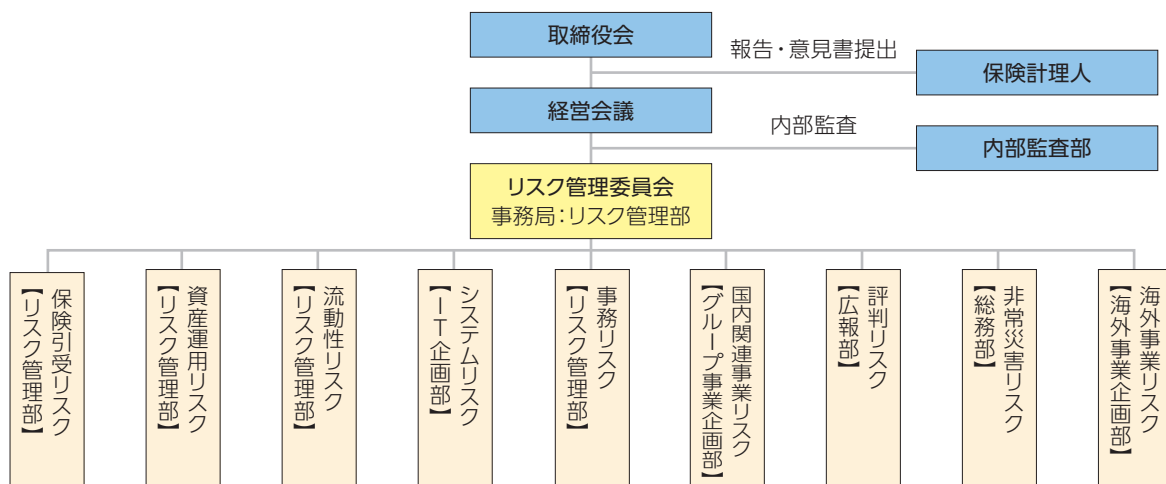 取締役会
報告・意見書提出
保険計理人
経営会議
内部監査
内部監査部
リスク管理委員会
事務局：リスク管理部
保険引受リスク
【リスク管理部】
資産運用リスク
【リスク管理部】
流動性リスク
【リスク管理部】
システムリスク
【IT企画部】
事務リスク
【リスク管理部】
国内関連事業リスク
【グループ事業企画部】
評判リスク
【広報部】
非常災害リスク
【総務部】
海外事業リスク
【海外事業企画部】